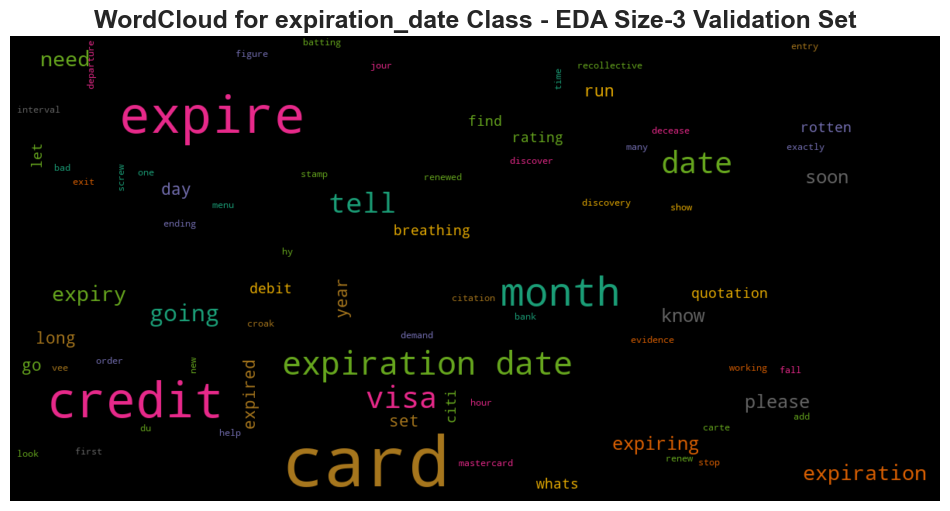 WordCloud for expiration_date Class - EDA Size-3 Validation Set
batting
entry
departure
figure
need
jour
recollective
time
run
interval
expire
find
rating
decease
rotten
let
many
exactly
discover
date
bad
screw
one
stamp
renewed
soon
exit
day
menu
tell
discovery
show
ending
breathing
hy
expiry
debit
year
citation
month
quotation
going
croak
bank
know
long
demand
evidence
go
vee
order
new
expiration date
working
fall
credit
expired
visa
citi
hour
set
please
du
help
carte
add
look
first
card
mastercard
expiring
renew
stop
whats
expiration